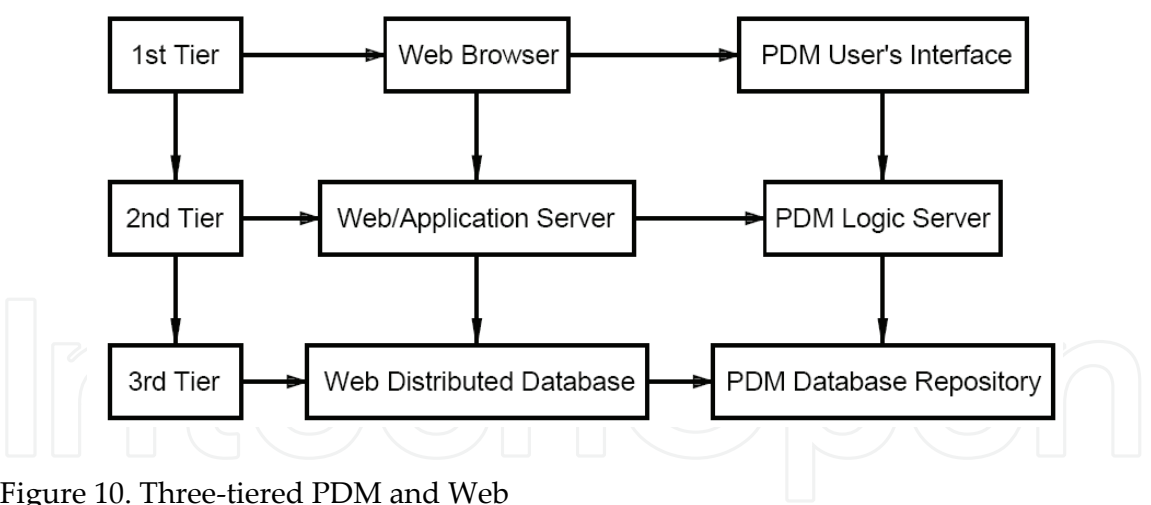 1st Tier
Web Browser
PDM User's Interface
2nd Tier
Web/Application Server
PDM Logic Server
3rd Tier
Web Distributed Database
PDM Database Repository
IntechOpen
Figure 10. Three-tiered PDM and Web